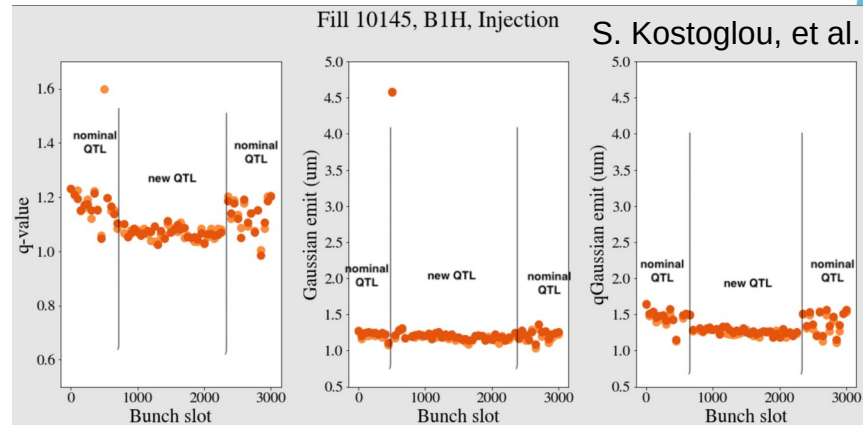 Fill 10145, B1H, Injection
S. Kostoglou, et al.
q-value
1.6
1.4
1.2
1.0
0.8
0.6
nominal
QTL
new QTL
nominal
QTL
0
1000
2000
3000
Bunch slot
Gaussian emit (um)
5.0
4.5
4.0
3.5
3.0
2.5
2.0
1.5
1.0
0.5
nominal
QTL
new QTL
nominal
QTL
0
1000
2000
3000
Bunch slot
qGaussian emit (um)
5.0
4.5
4.0
3.5
3.0
2.5
2.0
1.5
1.0
0.5
nominal
QTL
new QTL
nominal
QTL
0
1000
2000
3000
Bunch slot